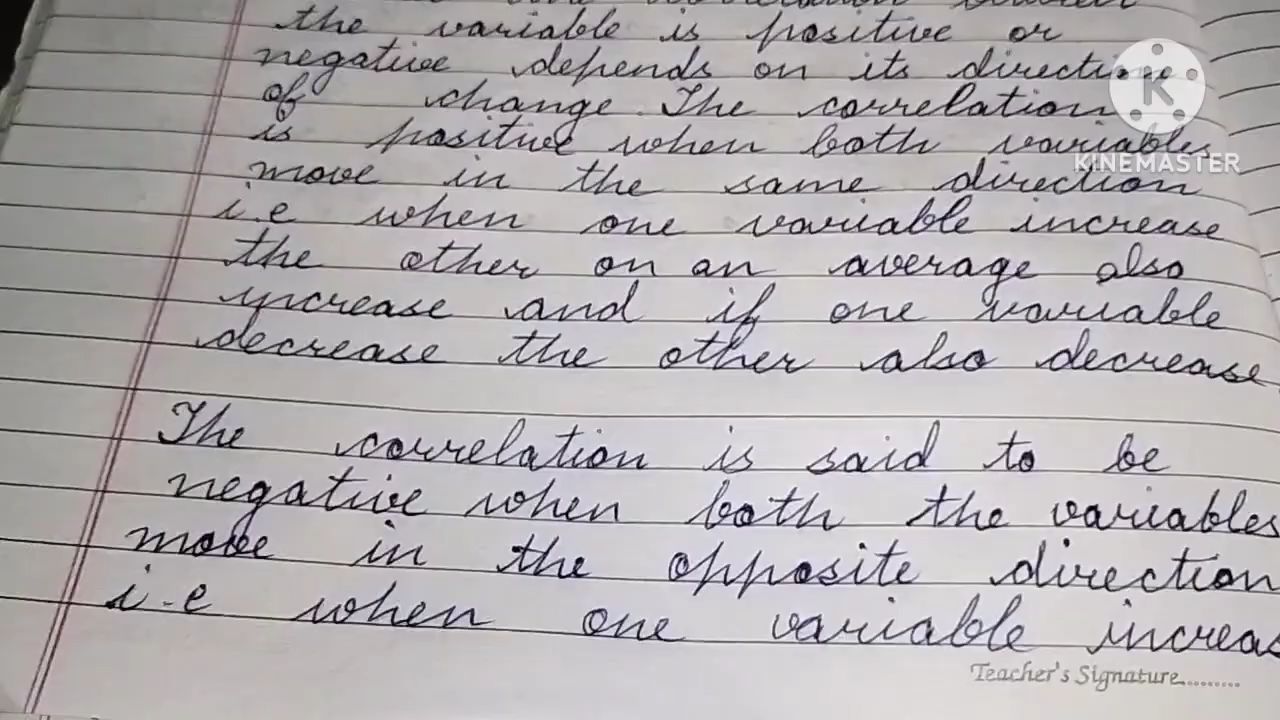 the variable is positive or
negative depends on its direction
of change. The correlation
is positive when both variables
move in the same direction
i.e when one variable increase
the other on an average also
increase and if one variable
decrease the other also decrease.
The correlation is said to be
negative when both the variables
move in the opposite direction
i.e when one variable increas
Teacher's Signature.........
K
KINEMASTER